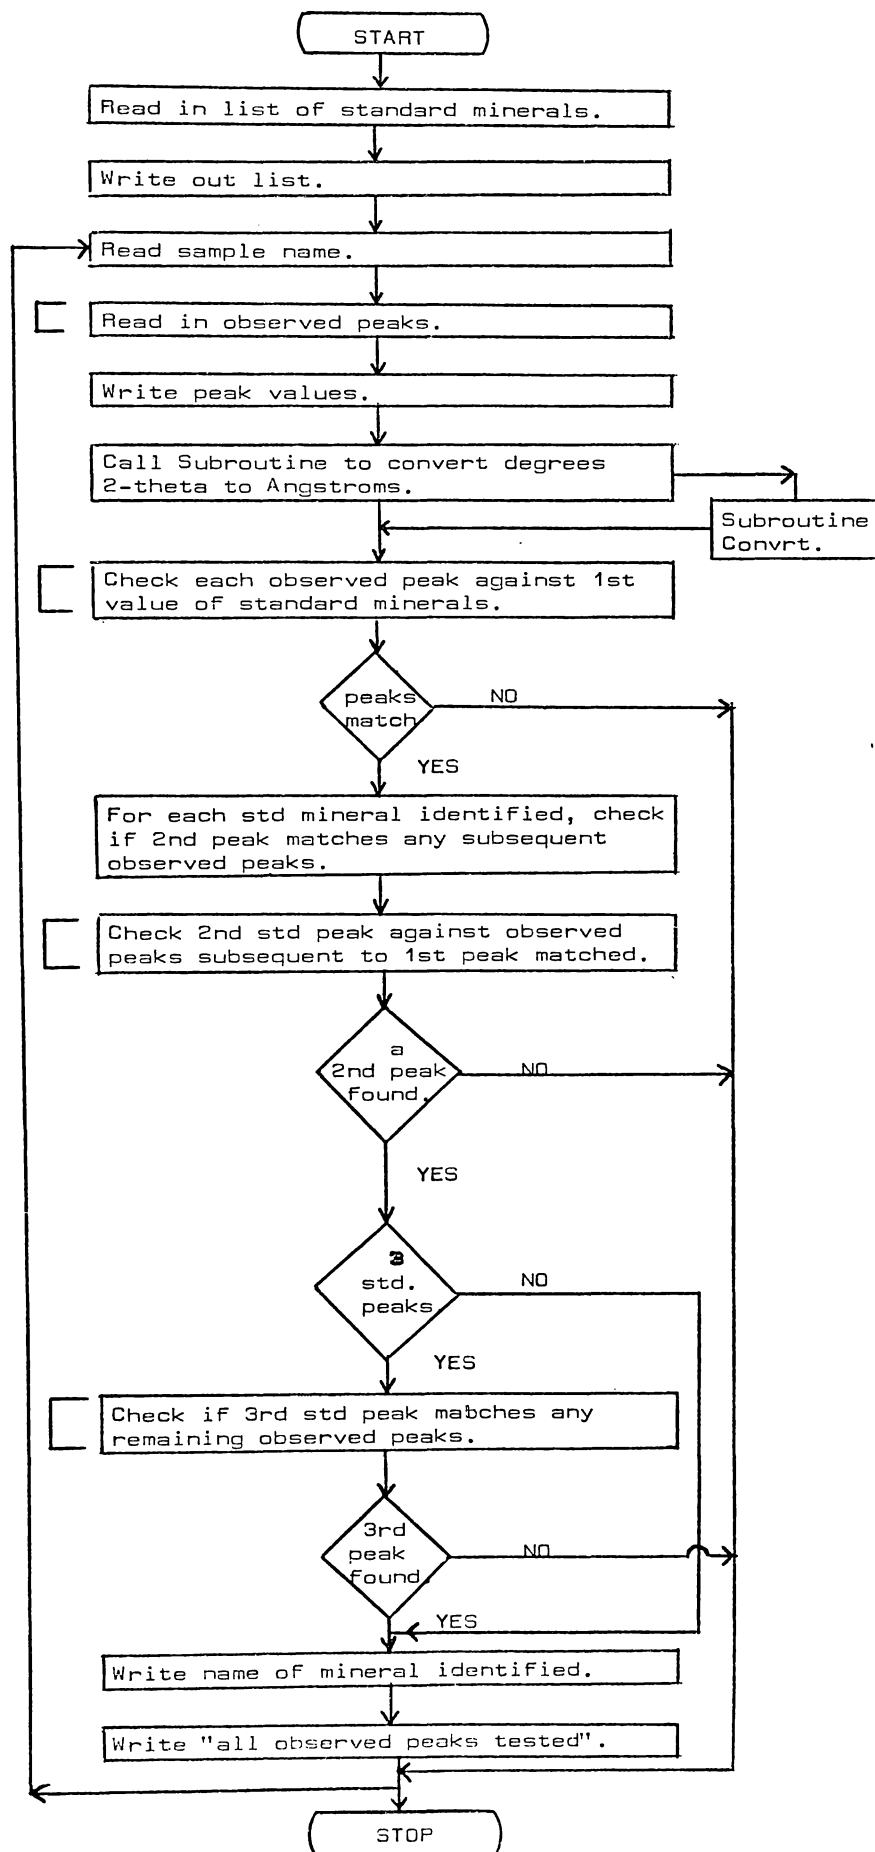 START
Read in list of standard minerals.
Write out list.
Read sample name.
Read in observed peaks.
Write peak values.
Call Subroutine to convert degrees
2-theta to Angstroms.
Subroutine
Convrt.
Check each observed peak against 1st
value of standard minerals.
peaks
match
NO
YES
For each std mineral identified, check
if 2nd peak matches any subsequent
observed peaks.
Check 2nd std peak against observed
peaks subsequent to 1st peak matched.
a
2nd peak
found.
NO
YES
3
std.
peaks
NO
YES
Check if 3rd std peak mabches any
remaining observed peaks.
3rd
peak
found.
NO
YES
Write name of mineral identified.
Write "all observed peaks tested".
STOP